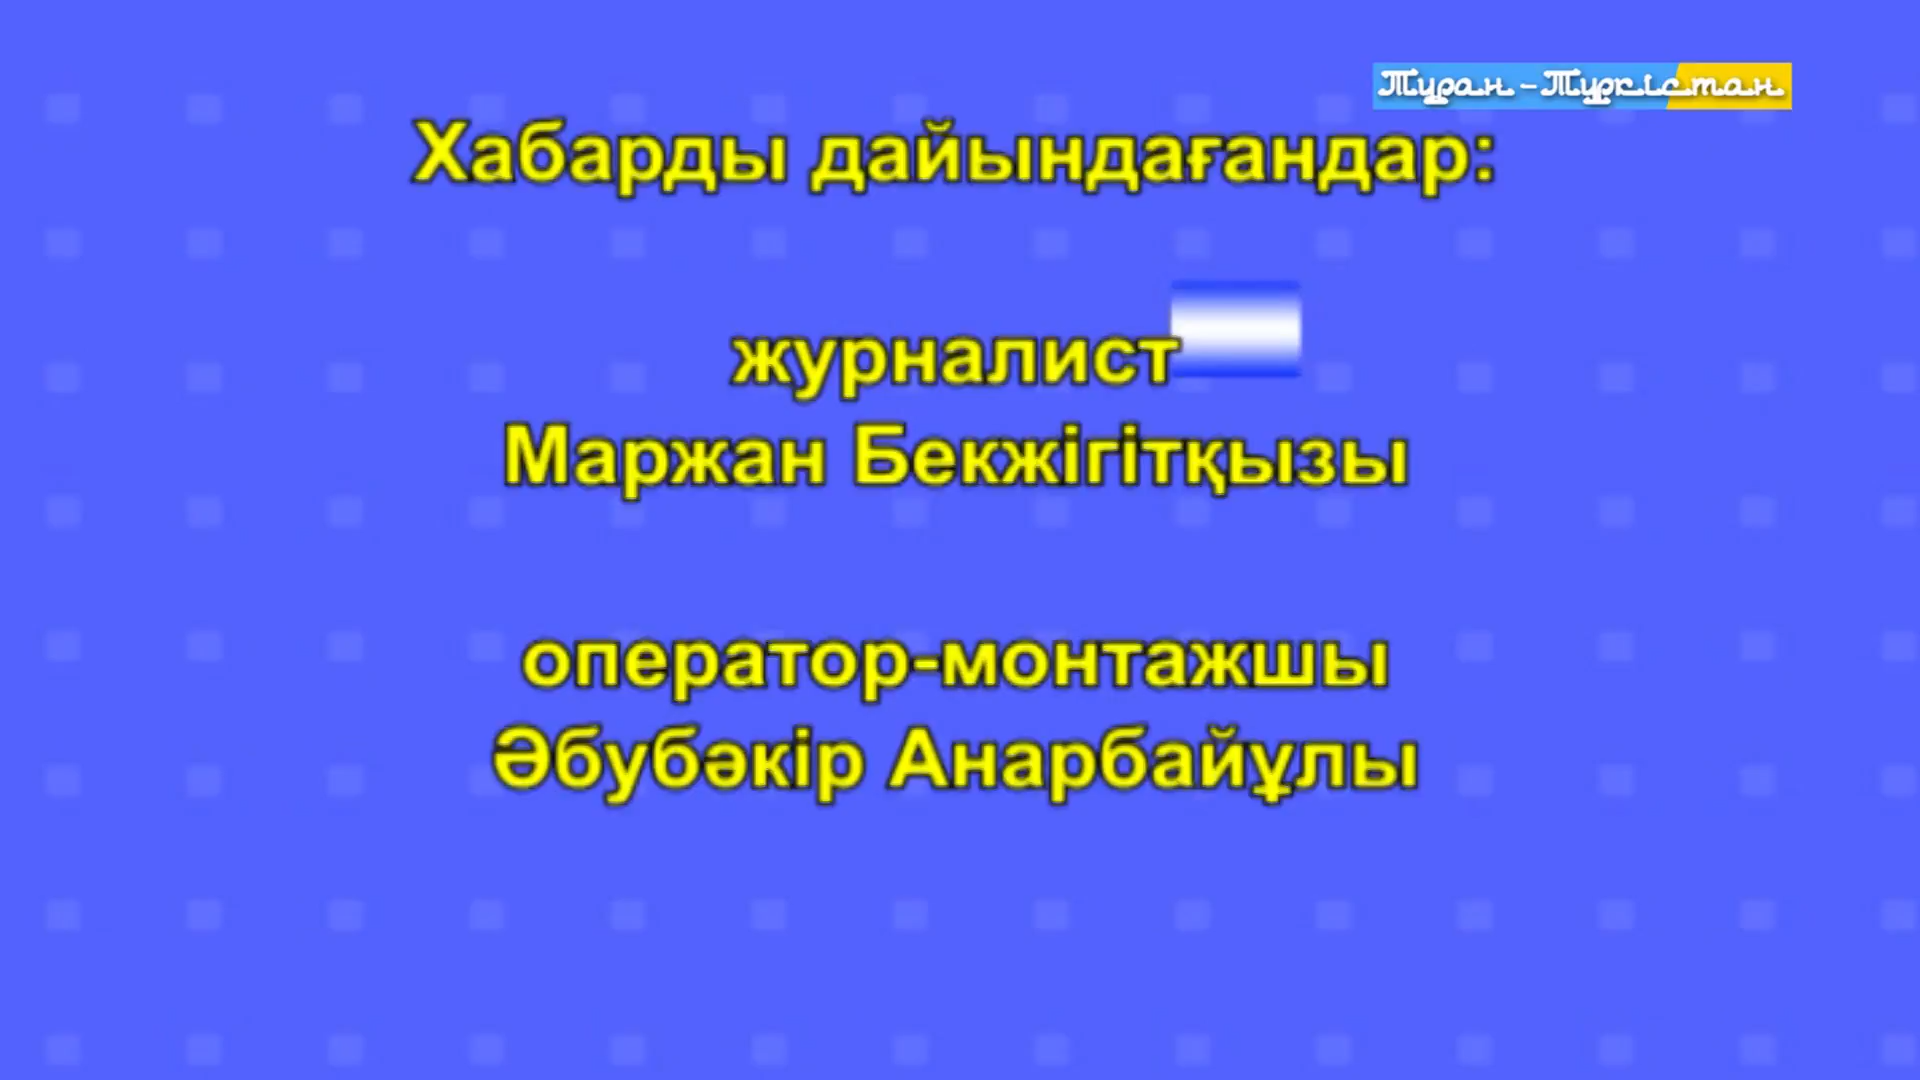 Туран-Түркістан
Хабарды дайындағандар:
журналист
Маржан Бекжігітқызы
оператор-монтажшы
Әбубәкір Анарбайұлы